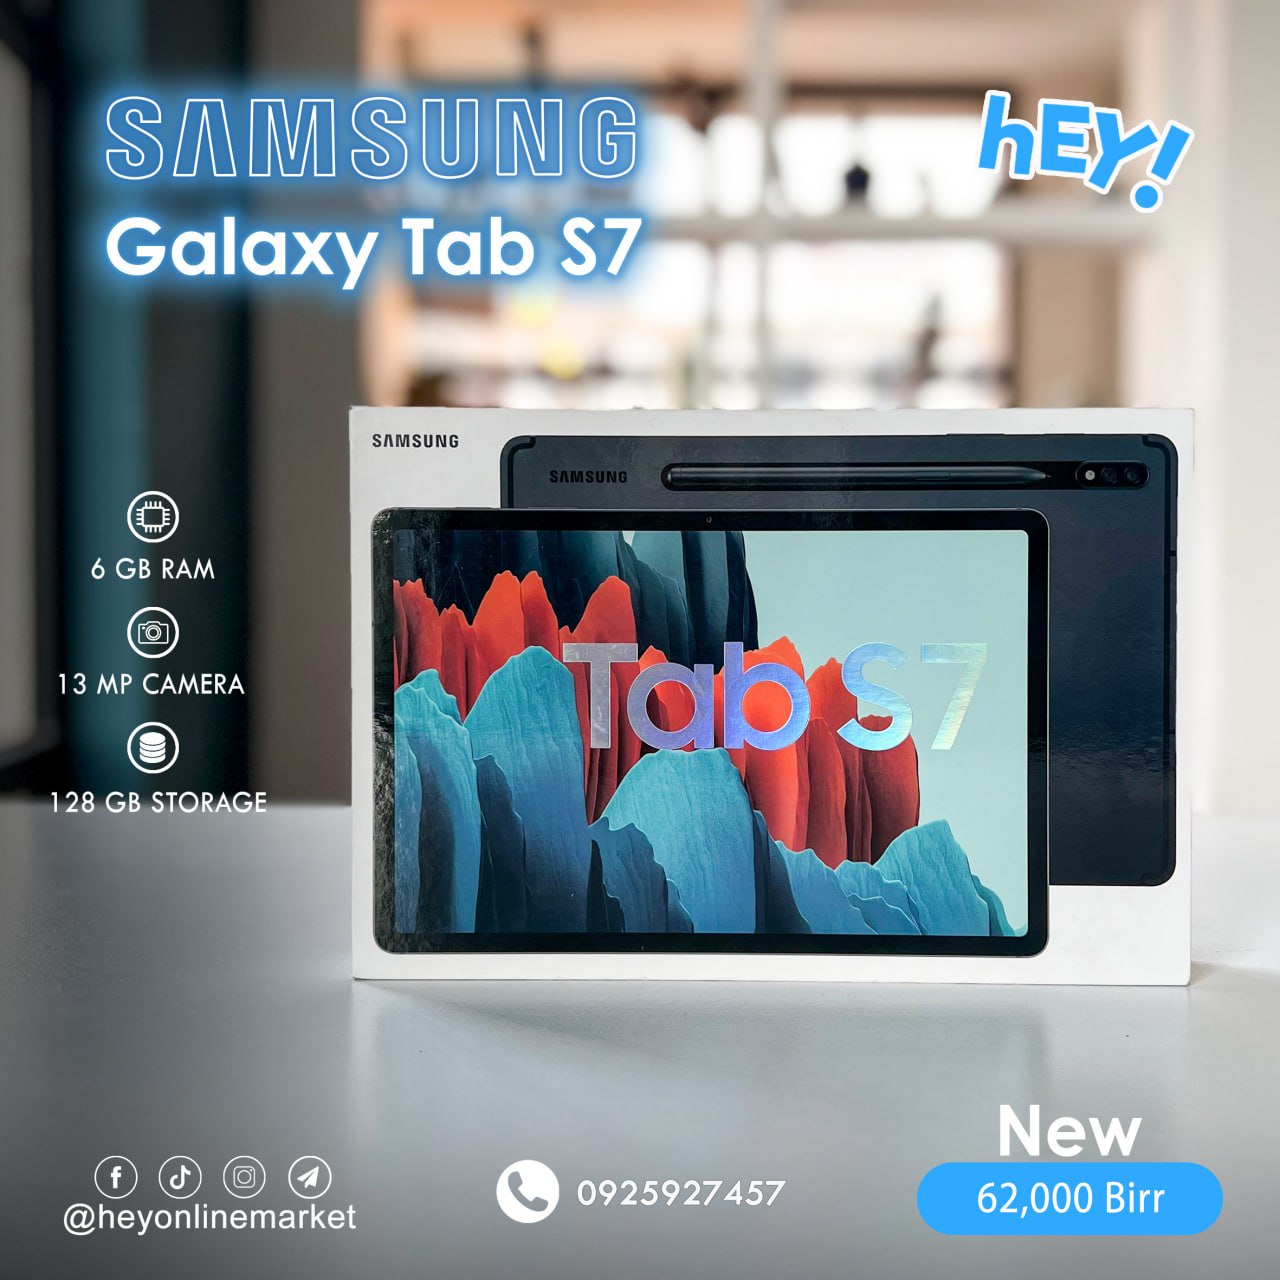 SAMSUNG
Galaxy Tab S7
hEY!
SAMSUNG
SAMSUNG
Tab S7
6 GB RAM
13 MP CAMERA
128 GB STORAGE
New
62,000 Birr
0925927457
@heyonlinemarket